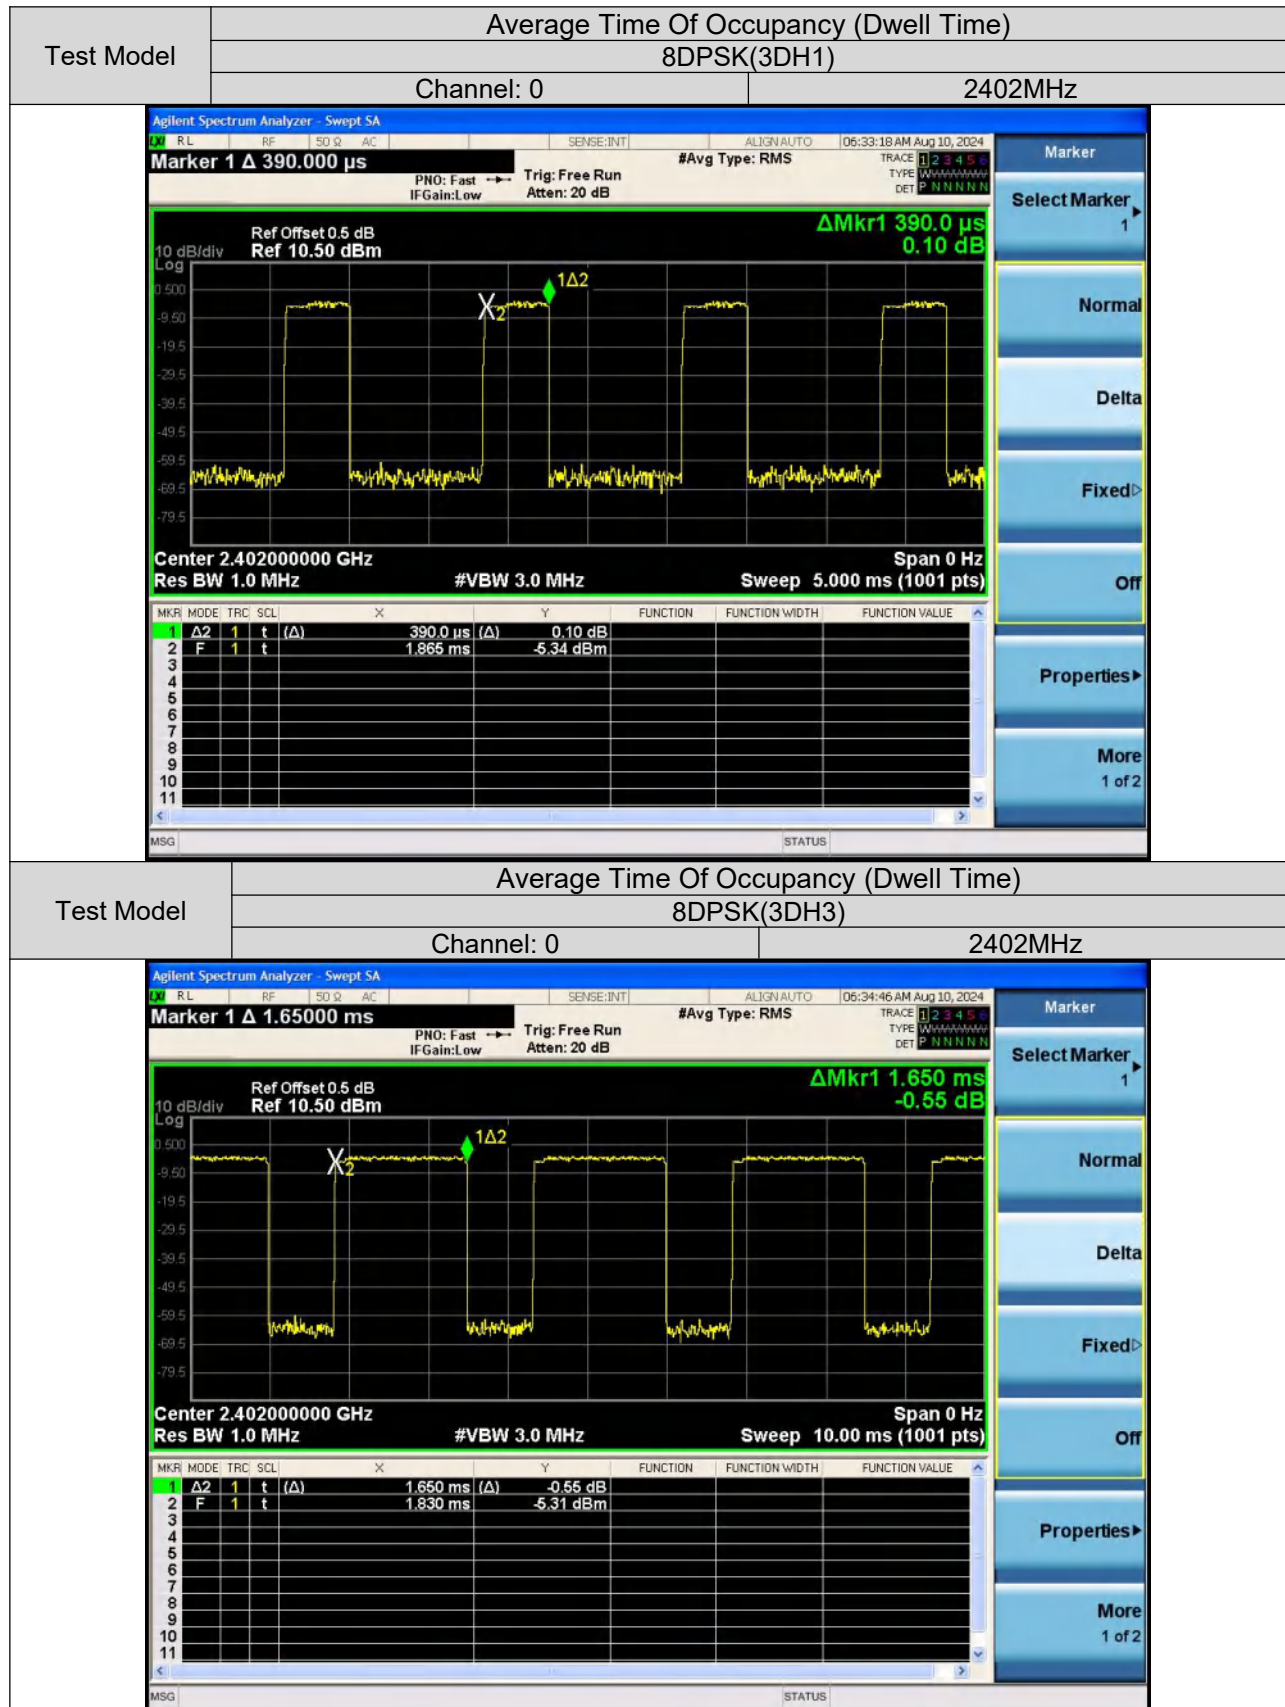 Test Model
Average Time Of Occupancy (Dwell Time)
8DPSK(3DH1)
Channel: 0 2402MHz
Agilent Spectrum Analyzer - Swept SA
LXI RL RF 50 Ω AC SENSE:INT ALIGN AUTO 06:33:18 AM Aug 10, 2024
Marker 1 Δ 390.000 µs
PNO: Fast
IFGain:Low
Trig: Free Run
Atten: 20 dB
#Avg Type: RMS
TRACE 1 2 3 4 5 6
TYPE
DET P N N N N N
ΔMkr1 390.0 µs
0.10 dB
Ref Offset 0.5 dB
10 dB/div Ref 10.50 dBm
Log
0.500
-9.50
-19.5
-29.5
-39.5
-49.5
-59.5
-69.5
-79.5
1Δ2
X2
Center 2.402000000 GHz Span 0 Hz
Res BW 1.0 MHz #VBW 3.0 MHz Sweep 5.000 ms (1001 pts)
MKR MODE TRC SCL X Y FUNCTION FUNCTION WIDTH FUNCTION VALUE
1 Δ2 1 t (Δ) 390.0 µs (Δ) 0.10 dB
2 F 1 t 1.865 ms -5.34 dBm
3
4
5
6
7
8
9
10
11
MSG STATUS
Marker
Select Marker
1
Normal
Delta
Fixed
Off
Properties
More
1 of 2
Test Model
Average Time Of Occupancy (Dwell Time)
8DPSK(3DH3)
Channel: 0 2402MHz
Agilent Spectrum Analyzer - Swept SA
LXI RL RF 50 Ω AC SENSE:INT ALIGN AUTO 06:34:46 AM Aug 10, 2024
Marker 1 Δ 1.65000 ms
PNO: Fast
IFGain:Low
Trig: Free Run
Atten: 20 dB
#Avg Type: RMS
TRACE 1 2 3 4 5 6
TYPE
DET P N N N N N
ΔMkr1 1.650 ms
-0.55 dB
Ref Offset 0.5 dB
10 dB/div Ref 10.50 dBm
Log
0.500
-9.50
-19.5
-29.5
-39.5
-49.5
-59.5
-69.5
-79.5
1Δ2
X2
Center 2.402000000 GHz Span 0 Hz
Res BW 1.0 MHz #VBW 3.0 MHz Sweep 10.00 ms (1001 pts)
MKR MODE TRC SCL X Y FUNCTION FUNCTION WIDTH FUNCTION VALUE
1 Δ2 1 t (Δ) 1.650 ms (Δ) -0.55 dB
2 F 1 t 1.830 ms -5.31 dBm
3
4
5
6
7
8
9
10
11
MSG STATUS
Marker
Select Marker
1
Normal
Delta
Fixed
Off
Properties
More
1 of 2